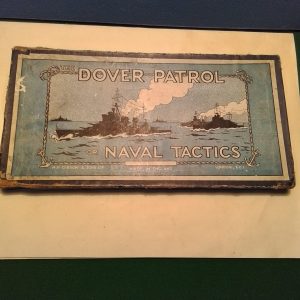 DOVER PATROL
NAVAL TACTICS
MADE IN ENGLAND